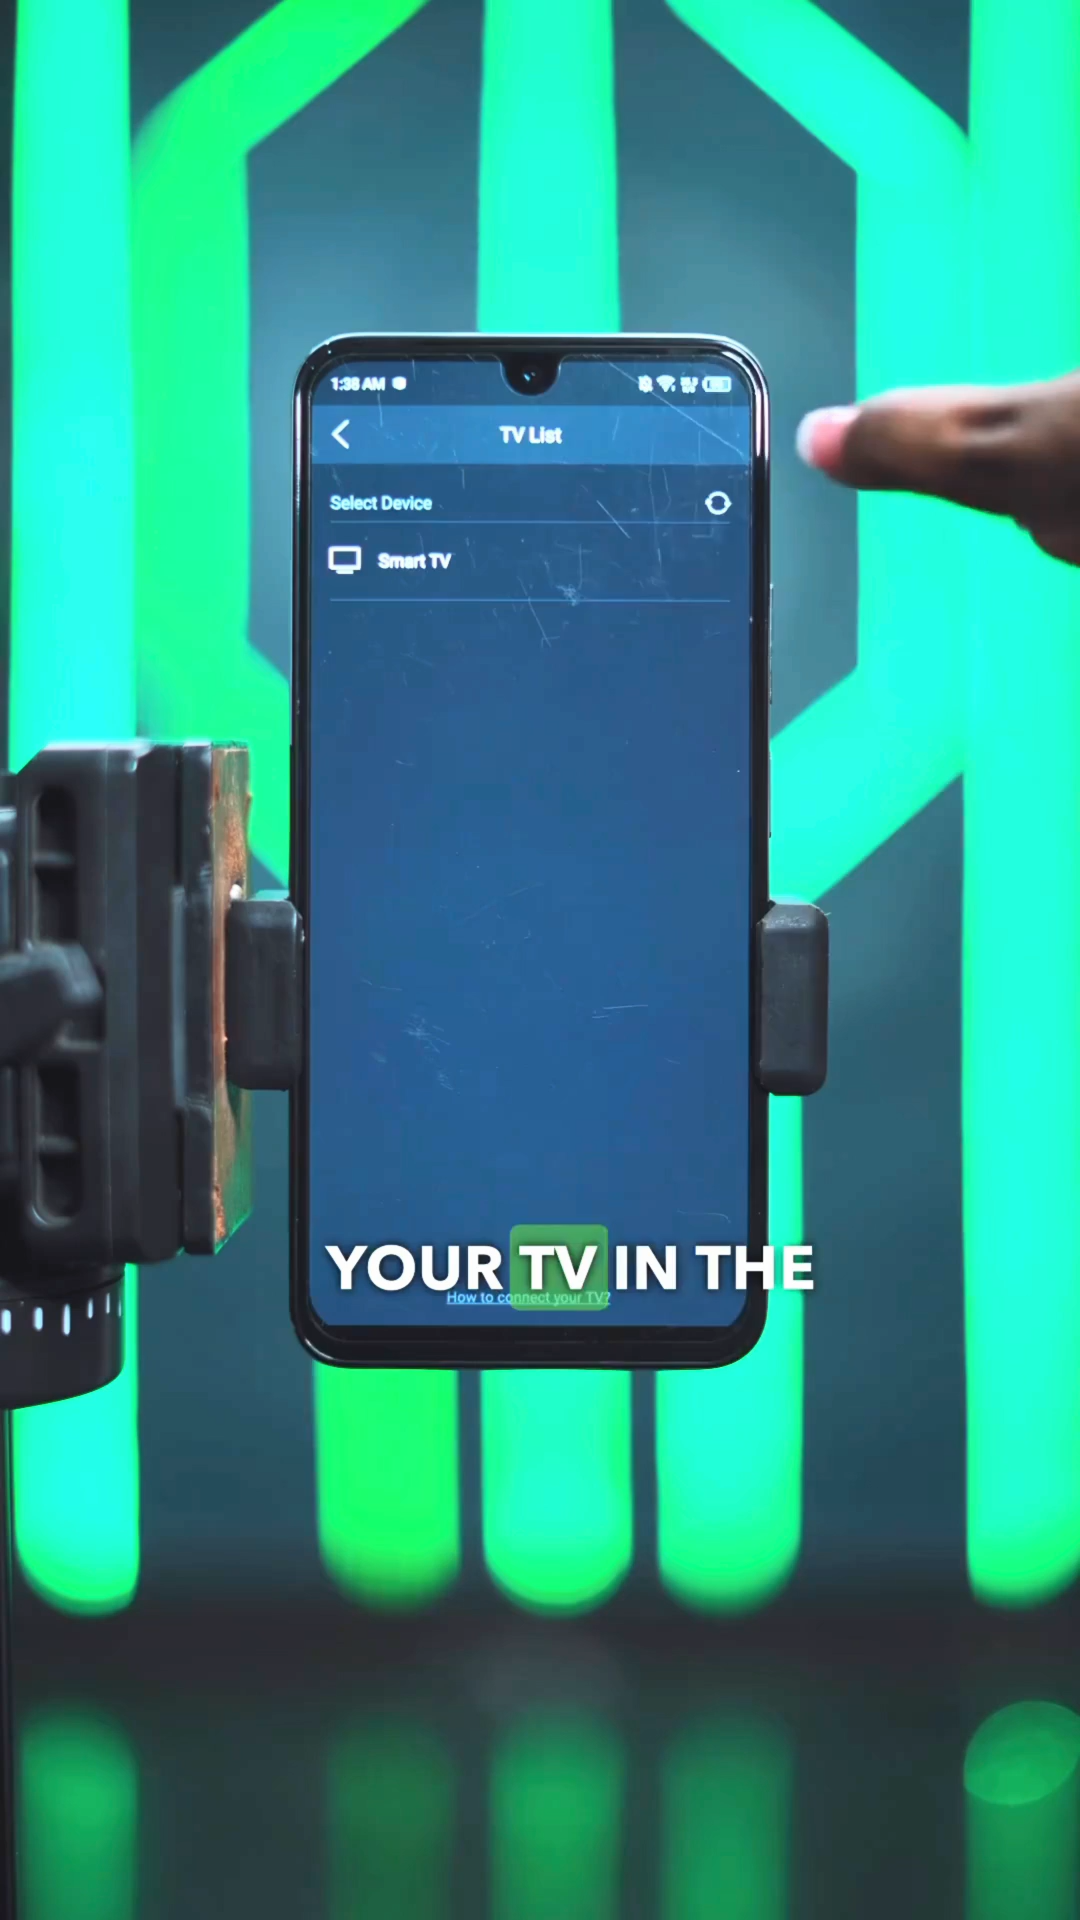 1:38 AM
TV List
Select Device
Smart TV
YOUR TV IN THE
How to connect your TV?